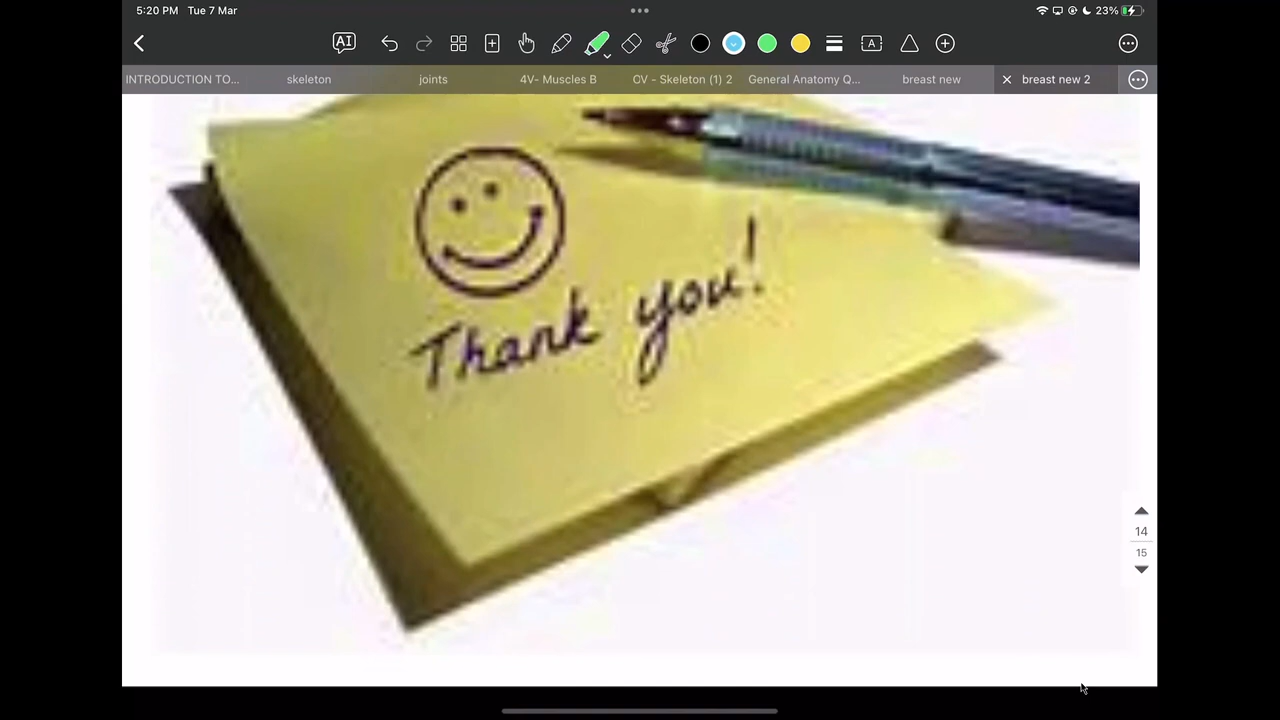 5:20 PM Tue 7 Mar
23%
AI
A
INTRODUCTION TO...
skeleton
joints
4V- Muscles B
CV - Skeleton (1) 2
General Anatomy Q...
breast new
breast new 2
Thank you!
14
15